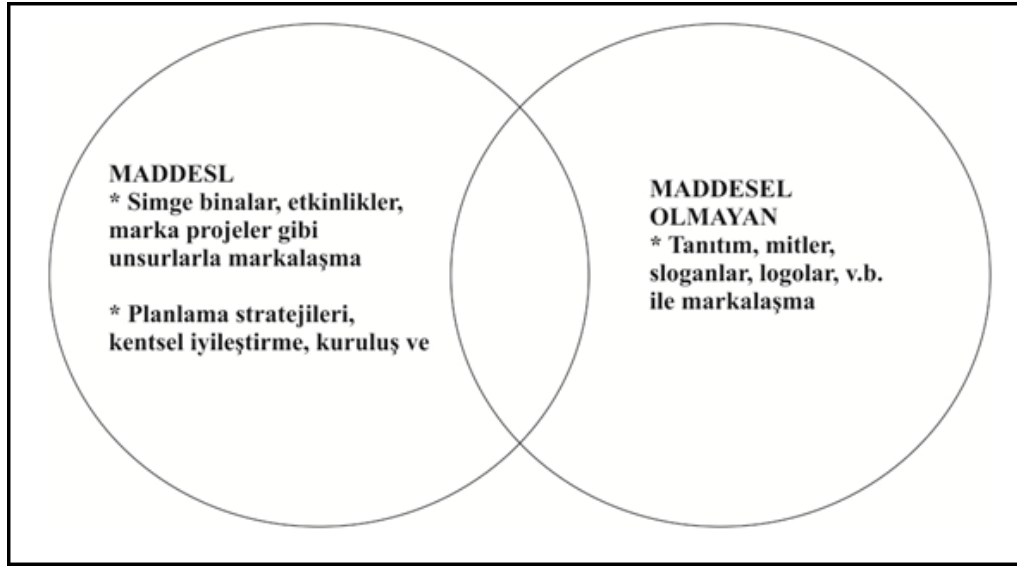 MADDESL
* Simge binalar, etkinlikler,
marka projeler gibi
unsurlarla markalaşma
* Planlama stratejileri,
kentsel iyileştirme, kuruluş ve
MADDESEL
OLMAYAN
* Tanıtım, mitler,
sloganlar, logolar, v.b.
ile markalaşma